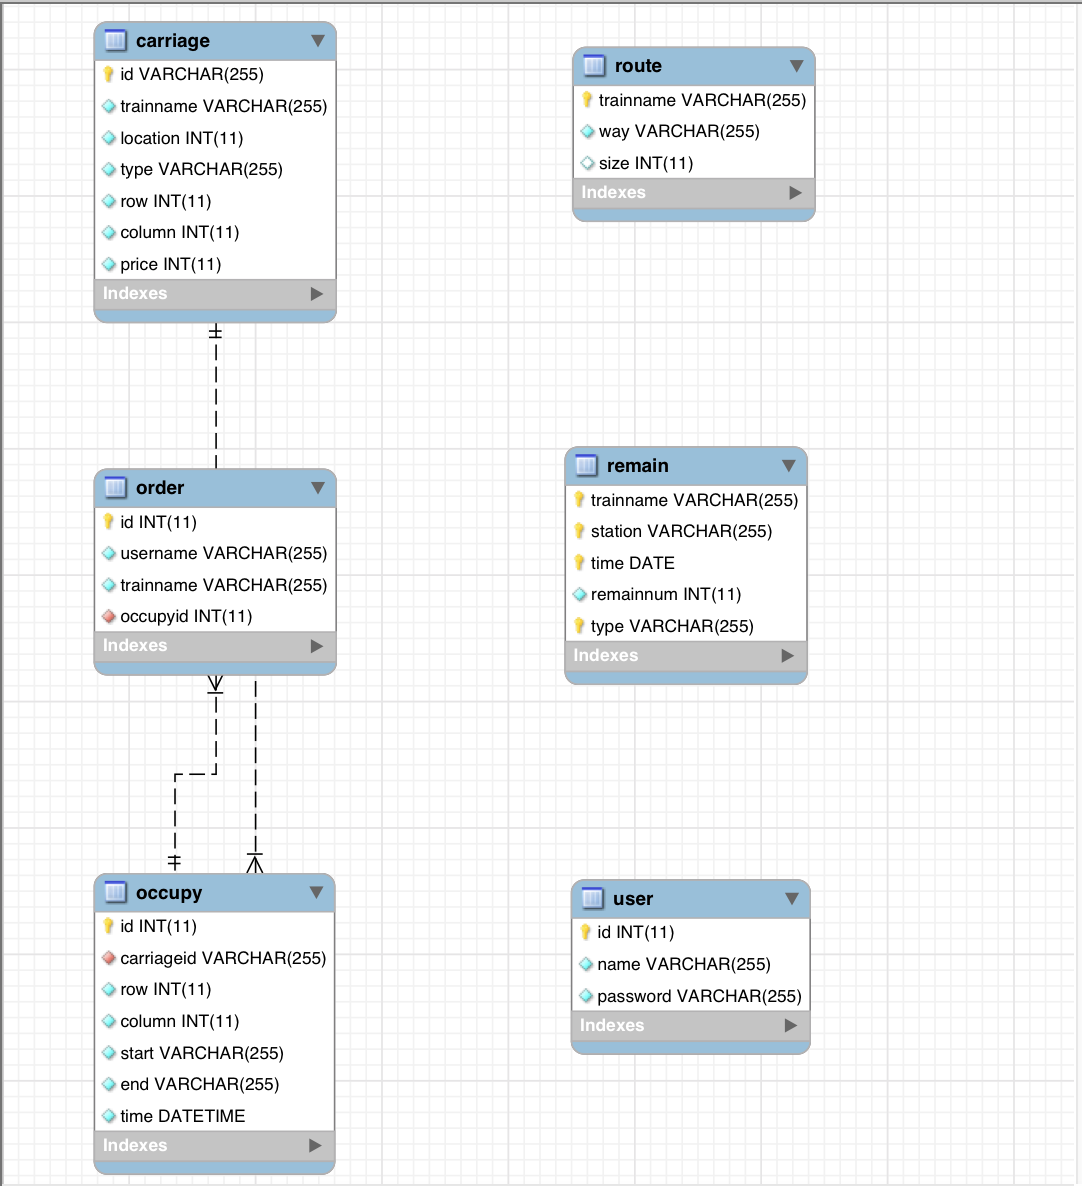 carriage
id VARCHAR(255)
trainname VARCHAR(255)
location INT(11)
type VARCHAR(255)
row INT(11)
column INT(11)
price INT(11)
Indexes
route
trainname VARCHAR(255)
way VARCHAR(255)
size INT(11)
Indexes
order
id INT(11)
username VARCHAR(255)
trainname VARCHAR(255)
occupyid INT(11)
Indexes
remain
trainname VARCHAR(255)
station VARCHAR(255)
time DATE
remainnum INT(11)
type VARCHAR(255)
Indexes
occupy
id INT(11)
carriageid VARCHAR(255)
row INT(11)
column INT(11)
start VARCHAR(255)
end VARCHAR(255)
time DATETIME
Indexes
user
id INT(11)
name VARCHAR(255)
password VARCHAR(255)
Indexes